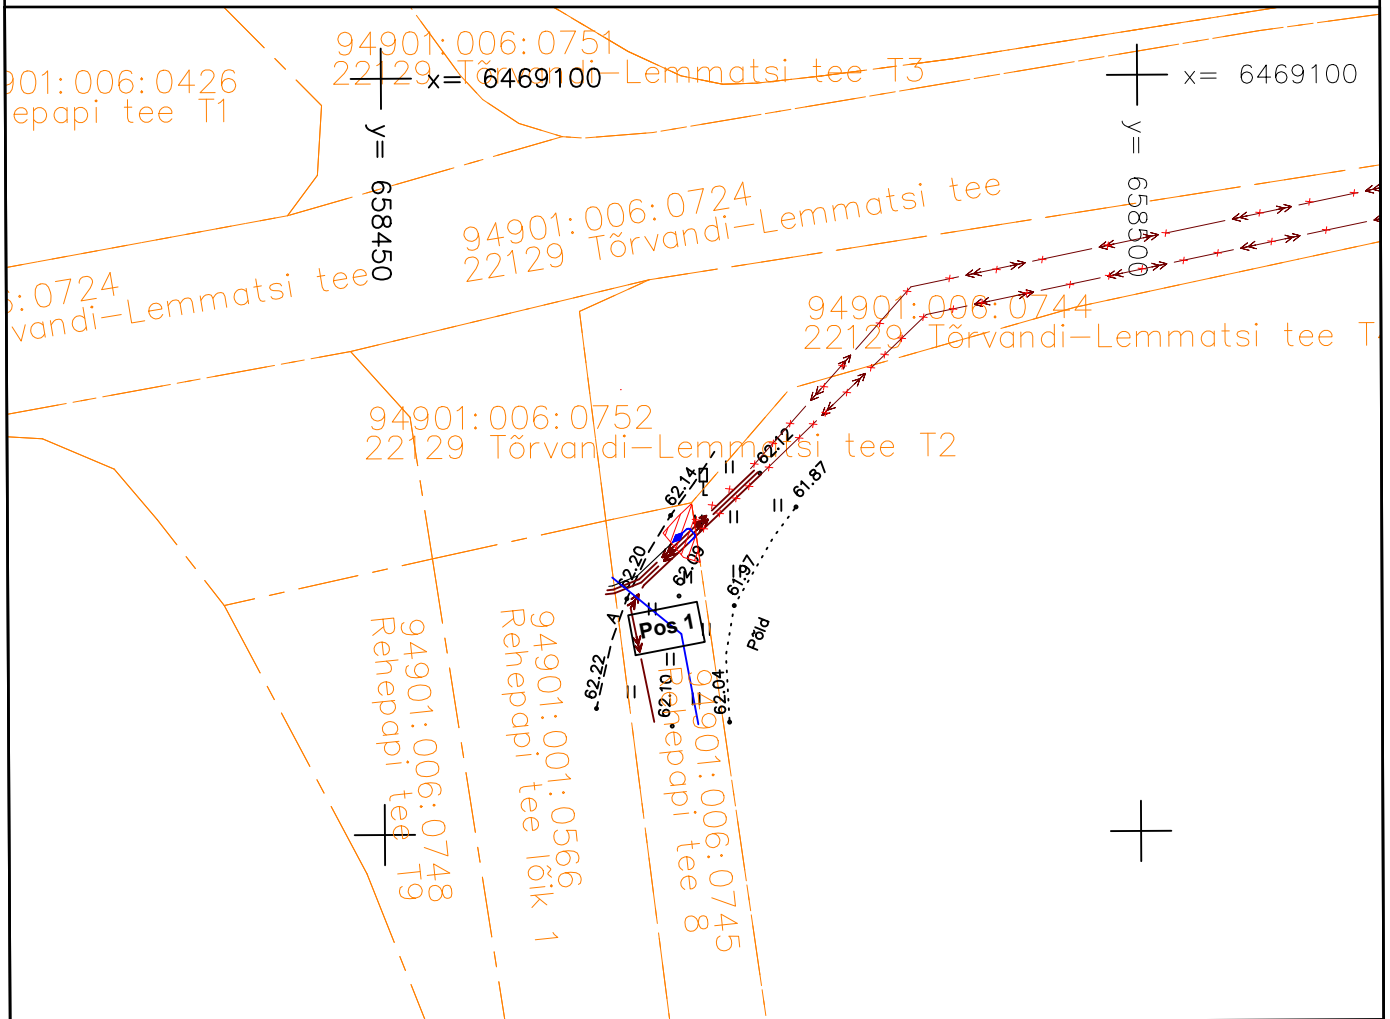 94901:006:0751
22129 Tõrvandi-Lemmatsi tee T3
901:006:0426
epapi tee T1
x= 6469100
y= 658450
x= 6469100
y= 658500
94901:006:0724
22129 Tõrvandi-Lemmatsi tee
:0724
vandi-Lemmatsi tee
94901:006:0744
22129 Tõrvandi-Lemmatsi tee T
94901:006:0752
22129 Tõrvandi-Lemmatsi tee T2
62.12
62.14
61.87
62.20
62.09
61.97
A
Pos 1
Põld
62.22
62.10
62.04
94901:006:0748
Rehepapi tee T9
94901:001:0566
Rehepapi tee lõik 1
94901:006:0745
Rehepapi tee 8